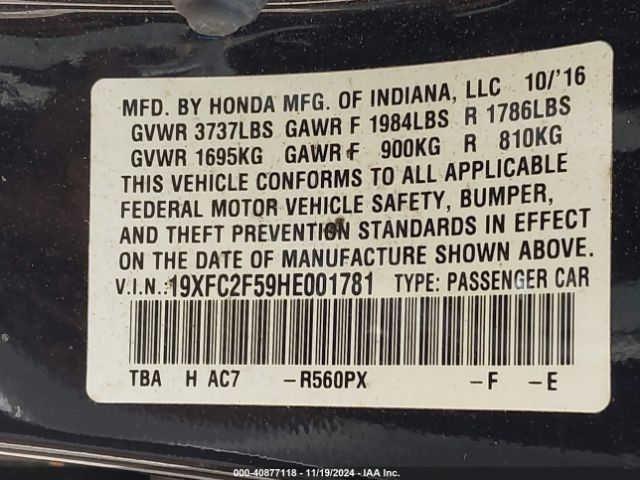 MFD. BY HONDA MFG. OF INDIANA, LLC 10/'16
GVWR 3737LBS GAWR F 1984LBS R 1786LBS
GVWR 1695KG GAWR F 900KG R 810KG
THIS VEHICLE CONFORMS TO ALL APPLICABLE
FEDERAL MOTOR VEHICLE SAFETY, BUMPER,
AND THEFT PREVENTION STANDARDS IN EFFECT
ON THE DATE OF MANUFACTURE SHOWN ABOVE.
V.I.N.:19XFC2F59HE001781 TYPE: PASSENGER CAR
TBA H AC7 –R560PX –F –E
00-40877118 - 11/19/2024 - IAA Inc.